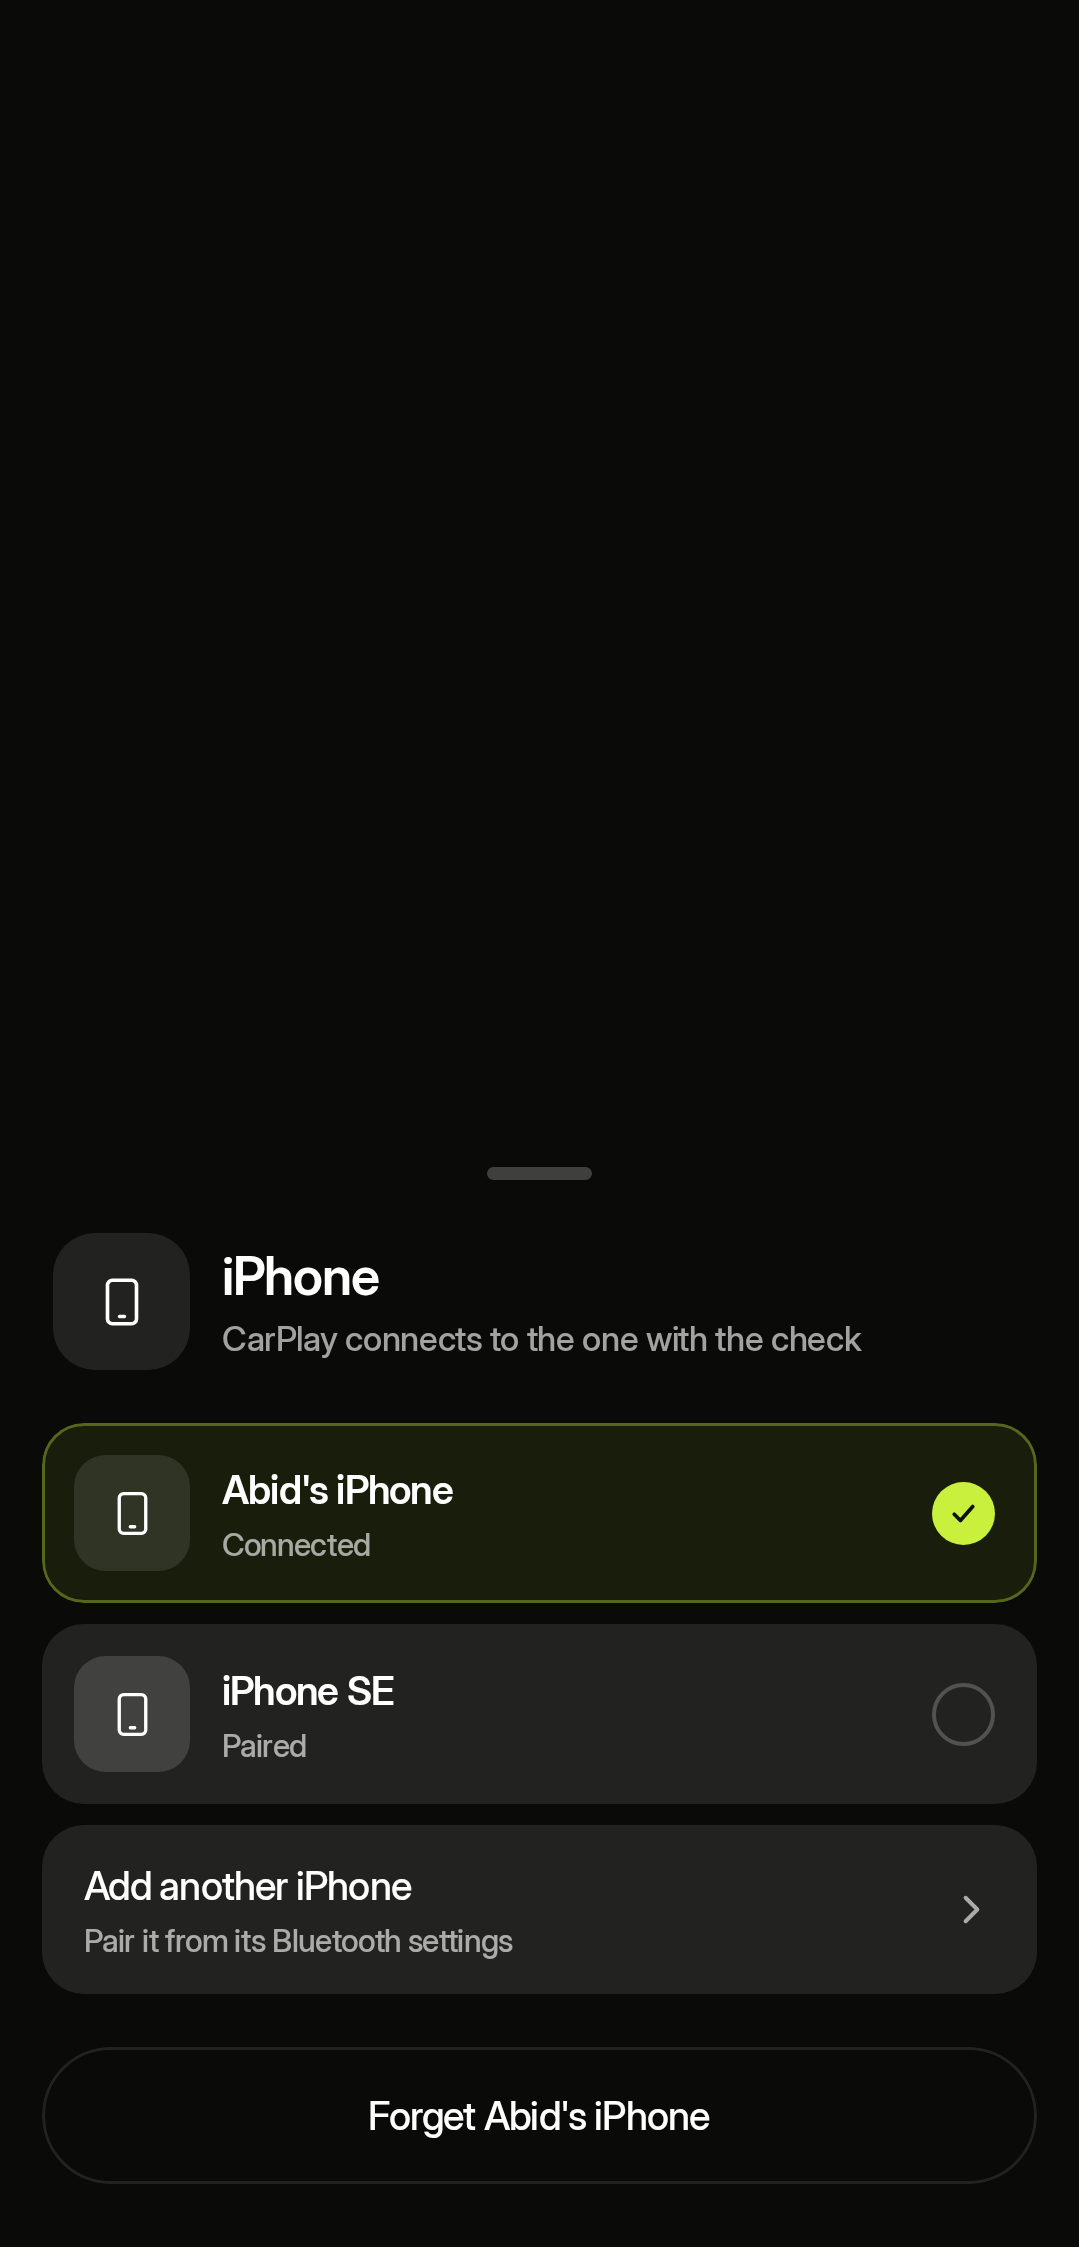 iPhone
CarPlay connects to the one with the check
Abid's iPhone
Connected
iPhone SE
Paired
Add another iPhone
Pair it from its Bluetooth settings
Forget Abid's iPhone